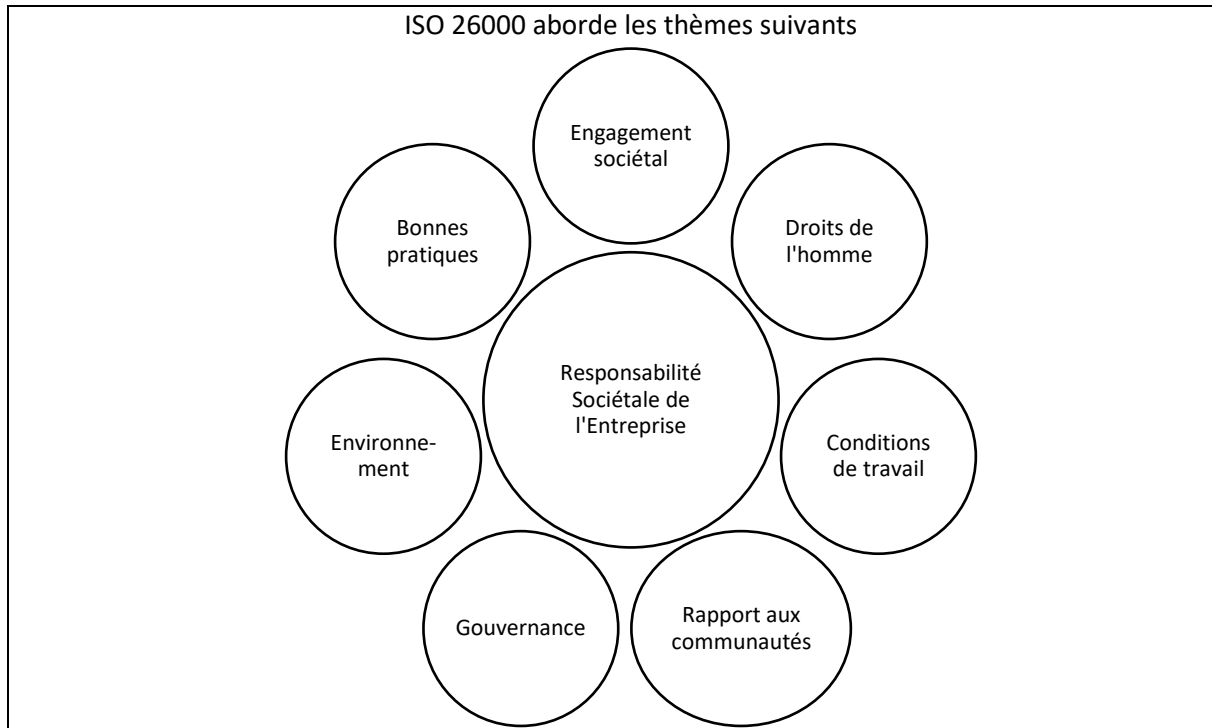 ISO 26000 aborde les thèmes suivants
Engagement
sociétal
Droits de
l'homme
Conditions
de travail
Rapport aux
communautés
Gouvernance
Environne-
ment
Bonnes
pratiques
Responsabilité
Sociétale de
l'Entreprise